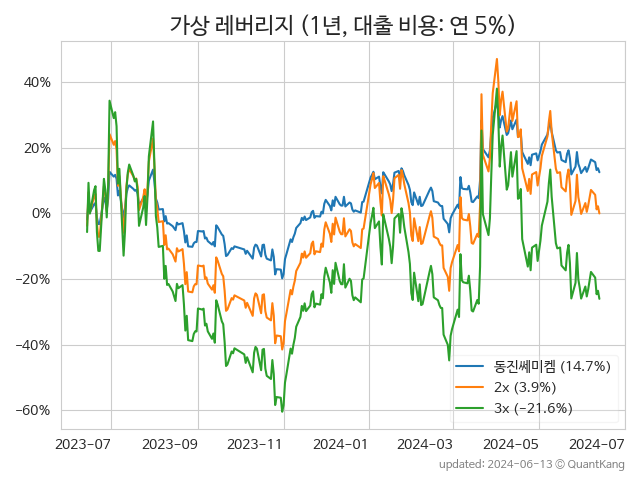 가상 레버리지 (1년, 대출 비용: 연 5%)
40%
20%
0%
−20%
−40%
−60%
동진쎄미켐 (14.7%)
2x (3.9%)
3x (−21.6%)
2023-07 2023-09 2023-11 2024-01 2024-03 2024-05 2024-07
updated: 2024-06-13 © QuantKang